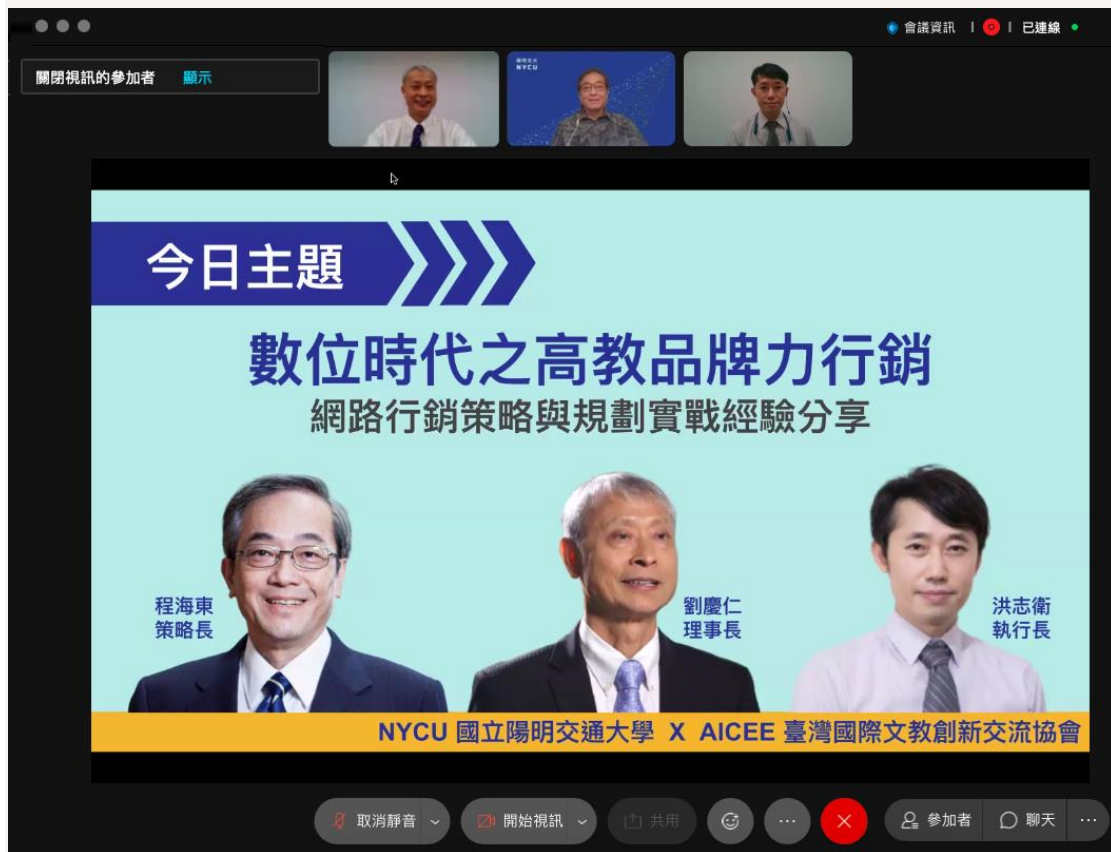 會議資訊
已連線
關閉視訊的參加者 顯示
陽明交大
NYCU
今日主題
數位時代之高教品牌力行銷
網路行銷策略與規劃實戰經驗分享
程海東
策略長
劉慶仁
理事長
洪志衛
執行長
NYCU 國立陽明交通大學 X AICEE 臺灣國際文教創新交流協會
取消靜音
開始視訊
共用
參加者
聊天